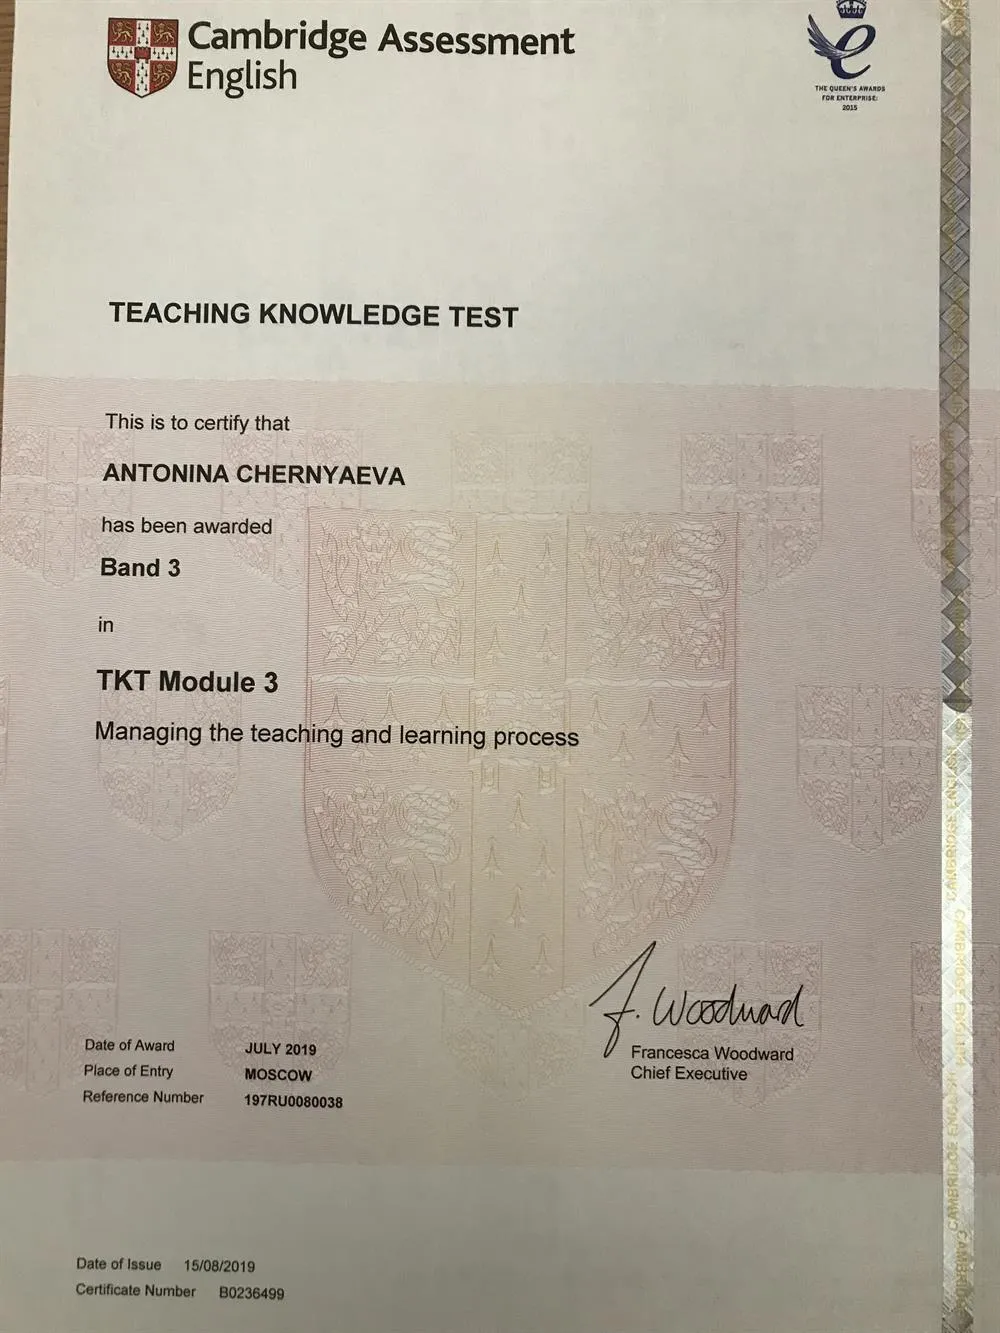 Cambridge Assessment
English
THE QUEEN'S AWARDS
FOR ENTERPRISE:
2015
TEACHING KNOWLEDGE TEST
This is to certify that
ANTONINA CHERNYAEVA
has been awarded
Band 3
in
TKT Module 3
Managing the teaching and learning process
F. Woodward
Francesca Woodward
Chief Executive
Date of Award JULY 2019
Place of Entry MOSCOW
Reference Number 197RU0080038
Date of Issue 15/08/2019
Certificate Number B0236499
CAMBRIDGE ENGLISH